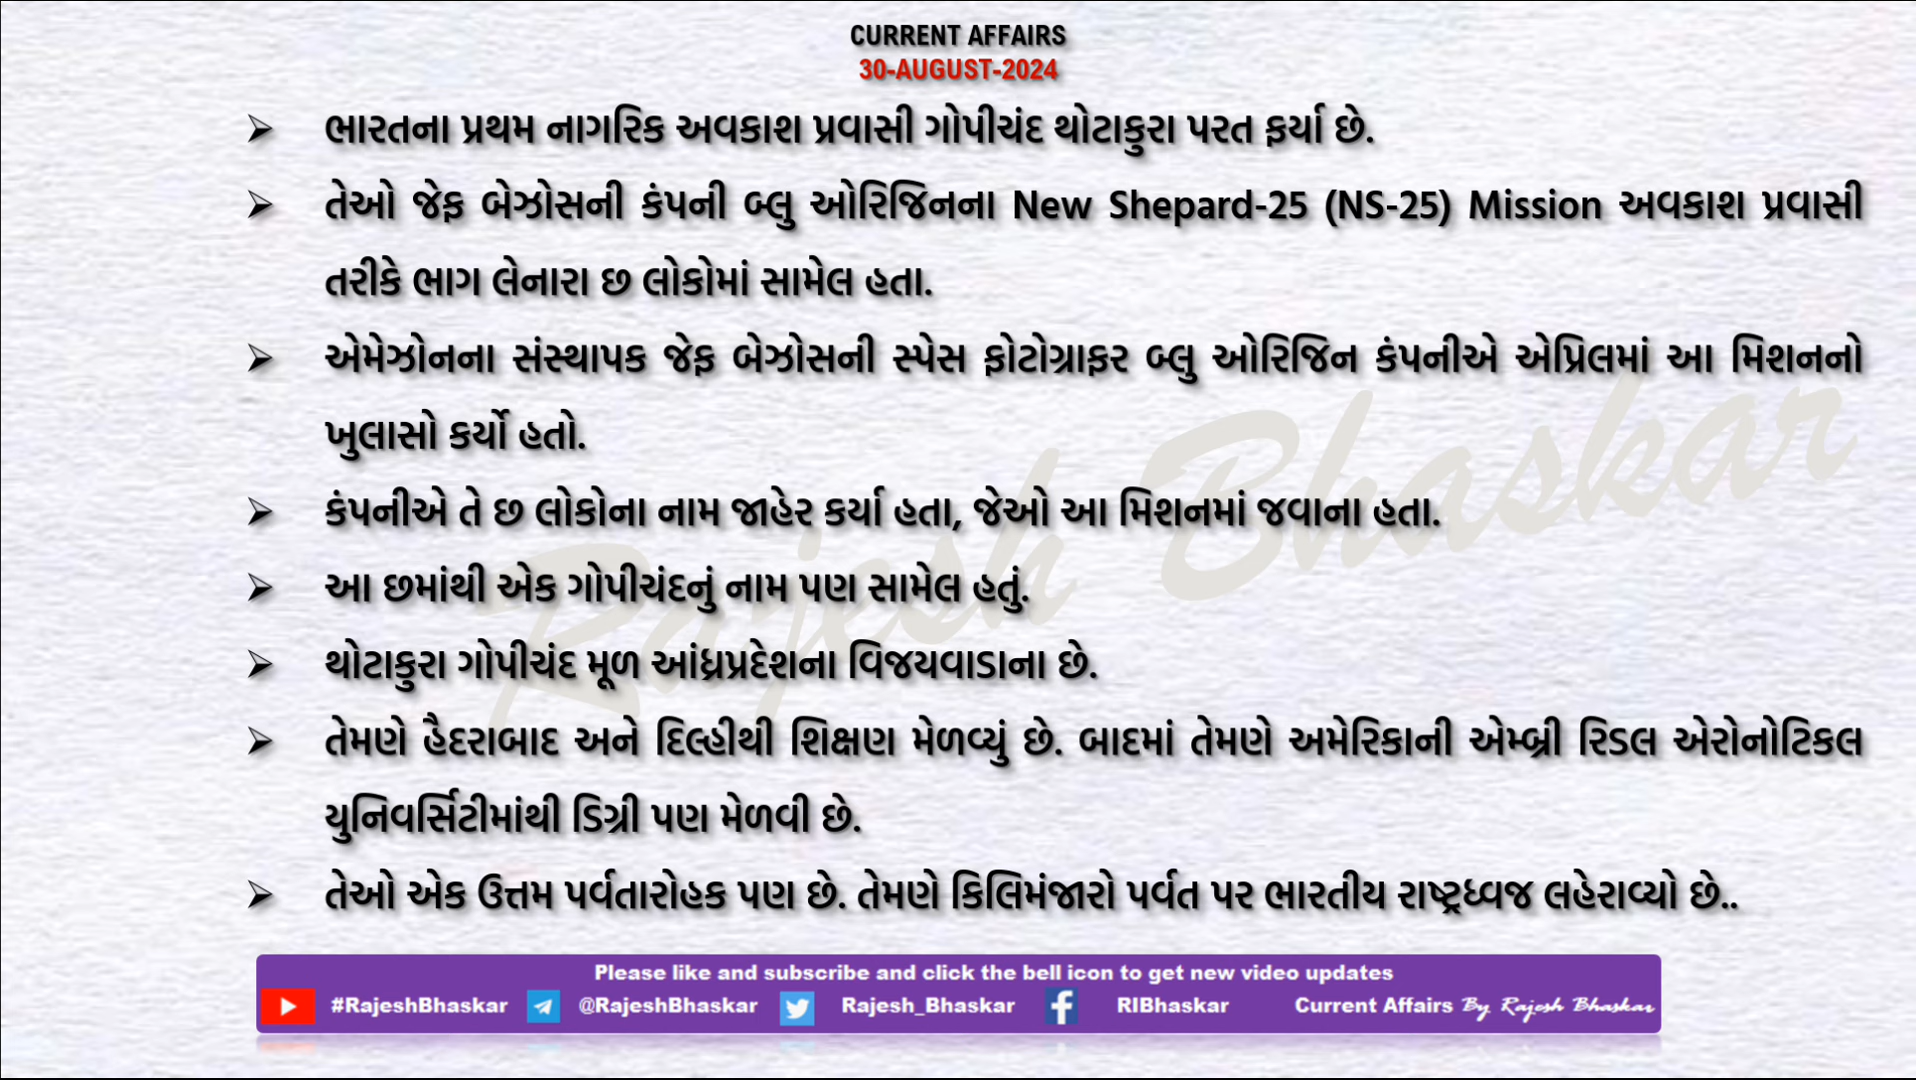 CURRENT AFFAIRS
30-AUGUST-2024
ભારતના પ્રથમ નાગરિક અવકાશ પ્રવાસી ગોપીચંદ થોટાકુરા પરત ફર્યા છે.
તેઓ જેફ બેઝોસની કંપની બ્લુ ઓરિજિનના New Shepard-25 (NS-25) Mission અવકાશ પ્રવાસી
તરીકે ભાગ લેનારા છ લોકોમાં સામેલ હતા.
એમેઝોનના સંસ્થાપક જેફ બેઝોસની સ્પેસ ફોટોગ્રાફર બ્લુ ઓરિજિન કંપનીએ એપ્રિલમાં આ મિશનનો
ખુલાસો કર્યો હતો.
કંપનીએ તે છ લોકોના નામ જાહેર કર્યા હતા, જેઓ આ મિશનમાં જવાના હતા.
આ છમાંથી એક ગોપીચંદનું નામ પણ સામેલ હતું.
થોટાકુરા ગોપીચંદ મૂળ આંધ્રપ્રદેશના વિજયવાડાના છે.
તેમણે હૈદરાબાદ અને દિલ્હીથી શિક્ષણ મેળવ્યું છે. બાદમાં તેમણે અમેરિકાની એમ્બ્રી રિડલ એરોનોટિકલ
યુનિવર્સિટીમાંથી ડિગ્રી પણ મેળવી છે.
તેઓ એક ઉત્તમ પર્વતારોહક પણ છે. તેમણે કિલિમંજારો પર્વત પર ભારતીય રાષ્ટ્રધ્વજ લહેરાવ્યો છે..
Rajesh Bhaskar
Please like and subscribe and click the bell icon to get new video updates
#RajeshBhaskar @RajeshBhaskar Rajesh_Bhaskar RIBhaskar Current Affairs By Rajesh Bhaskar